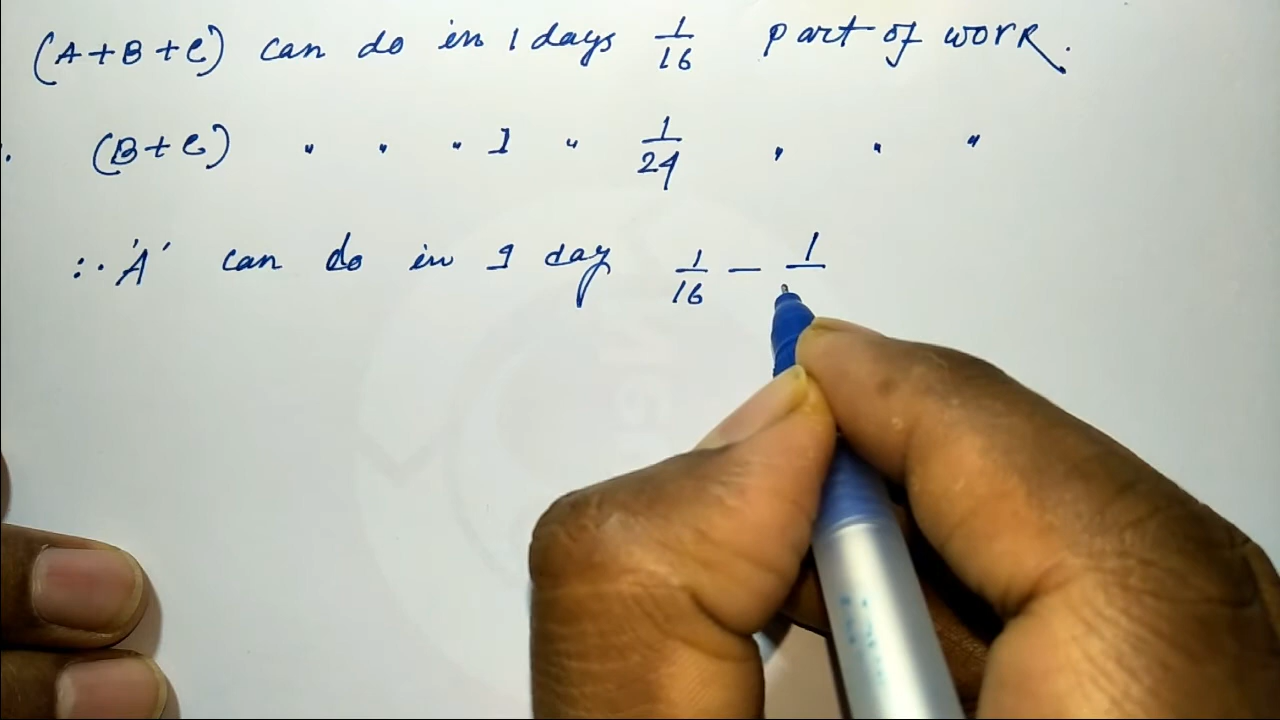 (A+B+C) can do in 1 days 1/16 part of work.
(B+C) " " " 1 " 1/24 " " "
∴ 'A' can do in 1 day 1/16 - 1/